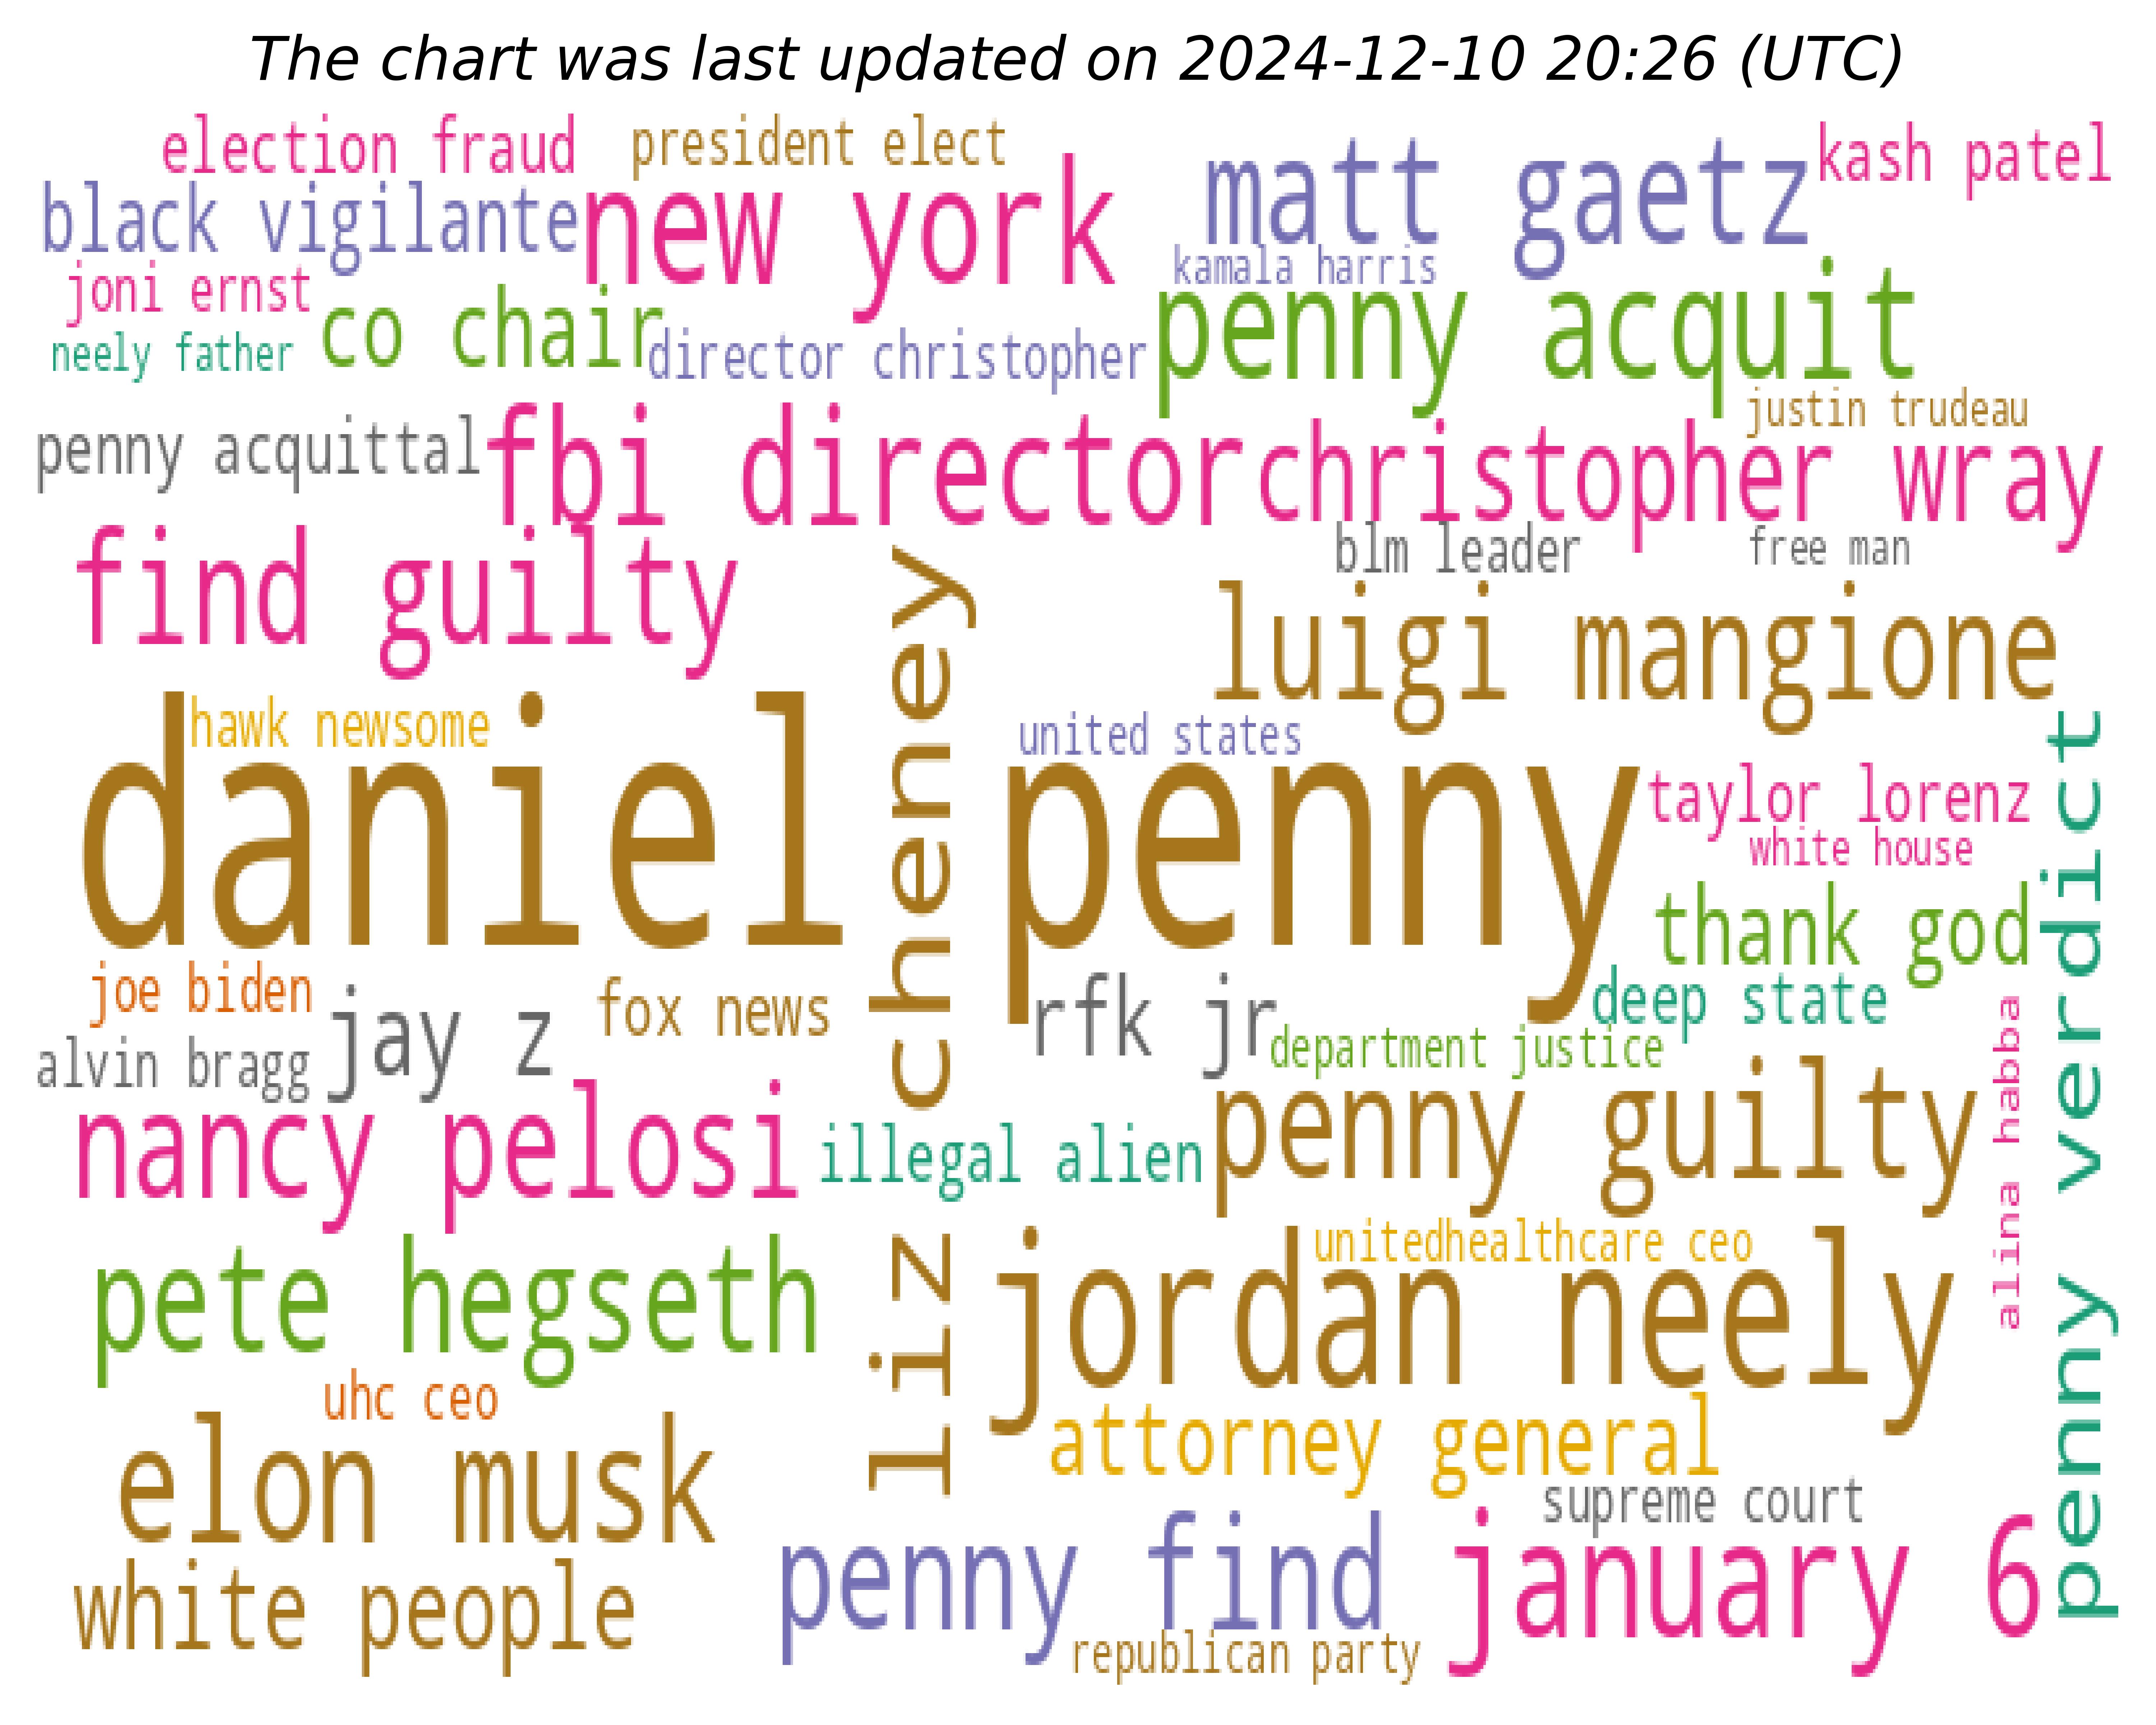 The chart was last updated on 2024-12-10 20:26 (UTC)
election fraud
president elect
matt gaetz
kash patel
black vigilante
new york
kamala harris
joni ernst
co chair
penny acquit
neely father
director christopher
justin trudeau
penny acquittal
fbi director
christopher wray
find guilty
blm leader
free man
liz cheney
luigi mangione
hawk newsome
united states
daniel penny
taylor lorenz
white house
penny verdict
thank god
joe biden
jay z
fox news
rfk jr
deep state
alvin bragg
department justice
alina habba
nancy pelosi
illegal alien
penny guilty
pete hegseth
unitedhealthcare ceo
jordan neely
uhc ceo
elon musk
attorney general
supreme court
white people
penny find
january 6
republican party